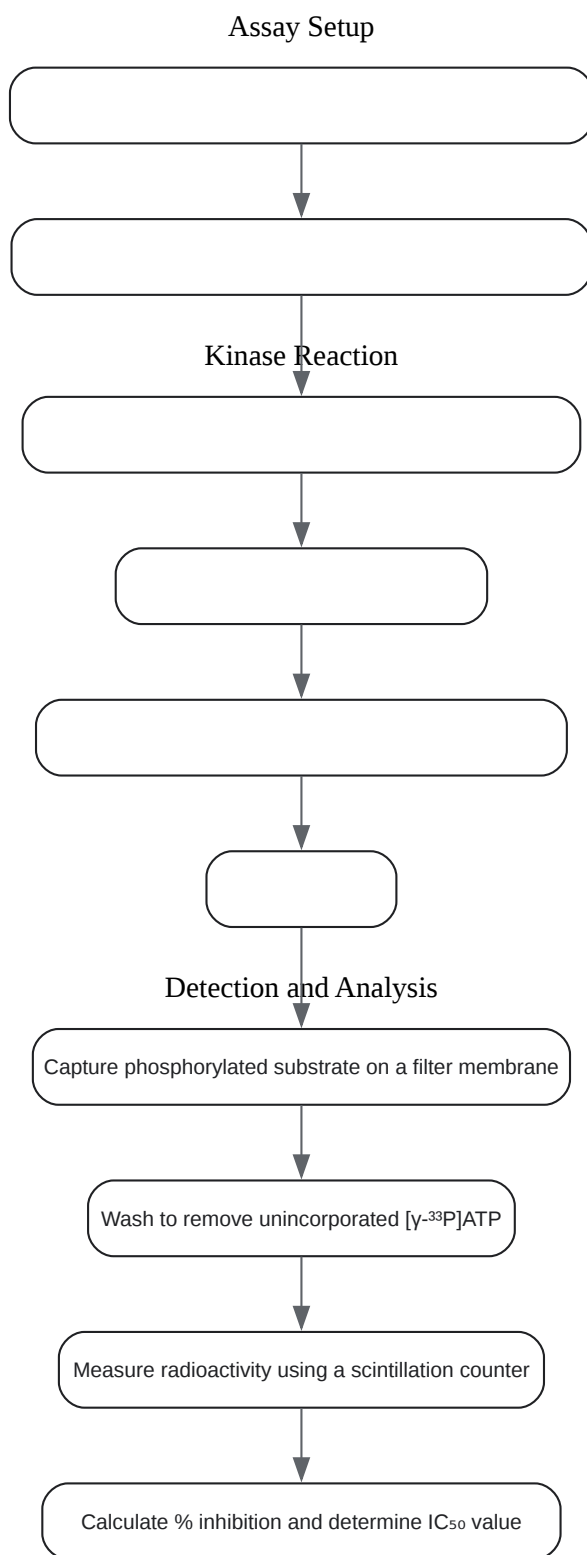 Assay Setup
Kinase Reaction
Detection and Analysis
Capture phosphorylated substrate on a filter membrane
Wash to remove unincorporated [γ-³³P]ATP
Measure radioactivity using a scintillation counter
Calculate % inhibition and determine IC₅₀ value